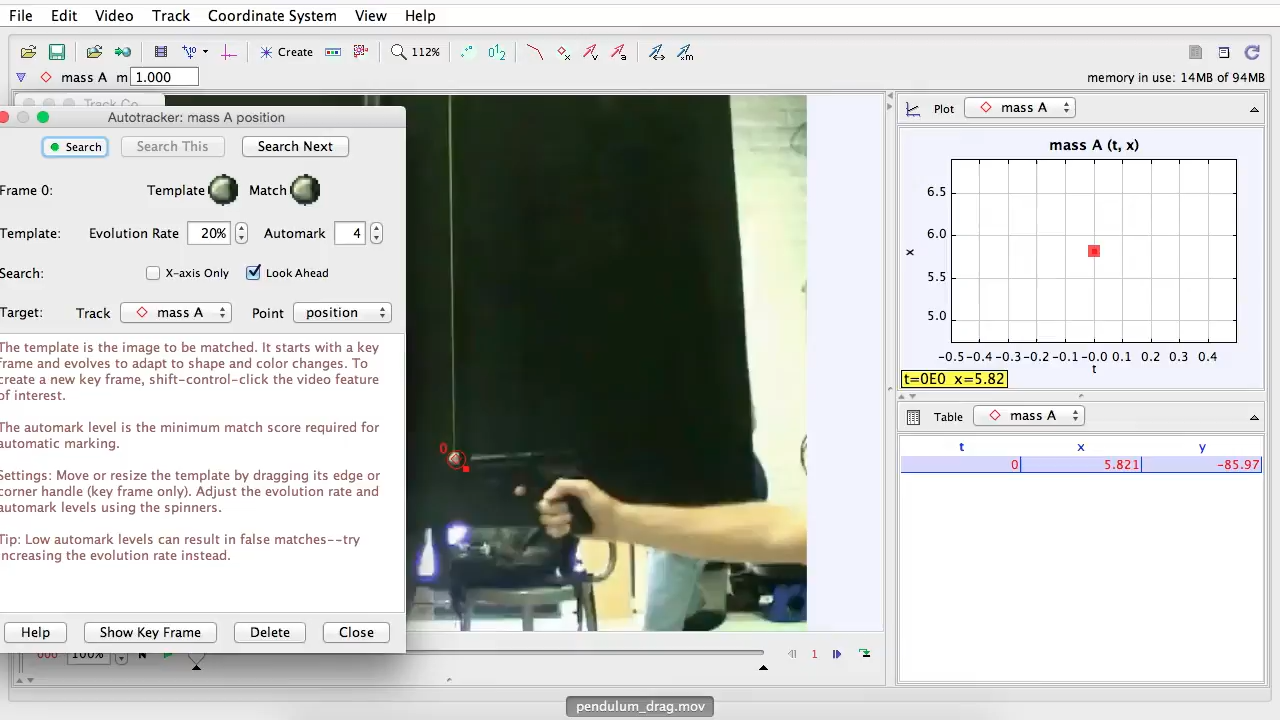 File Edit Video Track Coordinate System View Help
Create 112%
mass A m 1.000 memory in use: 14MB of 94MB
Track Co
Autotracker: mass A position
Search Search This Search Next
Frame 0: Template Match
Template: Evolution Rate 20% Automark 4
Search: X-axis Only Look Ahead
Target: Track mass A Point position
The template is the image to be matched. It starts with a key
frame and evolves to adapt to shape and color changes. To
create a new key frame, shift-control-click the video feature
of interest.
The automark level is the minimum match score required for
automatic marking.
Settings: Move or resize the template by dragging its edge or
corner handle (key frame only). Adjust the evolution rate and
automark levels using the spinners.
Tip: Low automark levels can result in false matches--try
increasing the evolution rate instead.
Help Show Key Frame Delete Close
000 100% 1
0
Plot mass A
mass A (t, x)
6.5
6.0
x
5.5
5.0
-0.5 -0.4 -0.3 -0.2 -0.1 -0.0 0.1 0.2 0.3 0.4
t
t=0E0 x=5.82
Table mass A
t x y
0 5.821 -85.97
pendulum_drag.mov